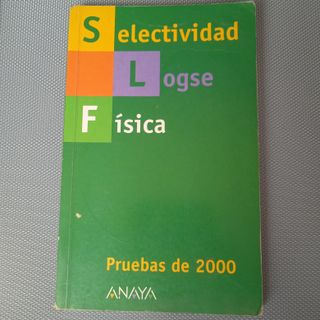 Selectividad
Logse
Física
Pruebas de 2000
ANAYA